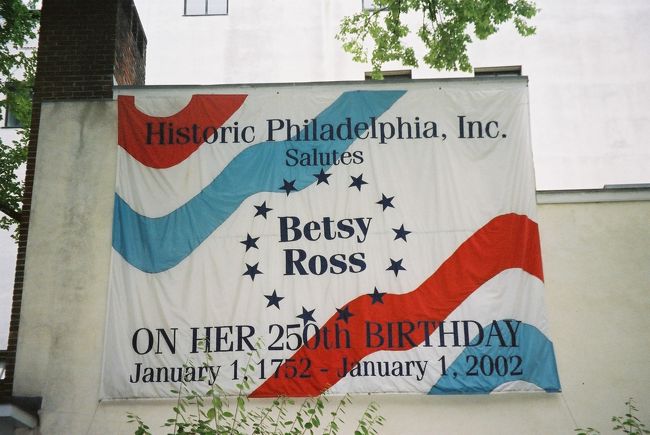 Historic Philadelphia, Inc.
Salutes
Betsy
Ross
ON HER 250th BIRTHDAY
January 1, 1752 - January 1, 2002